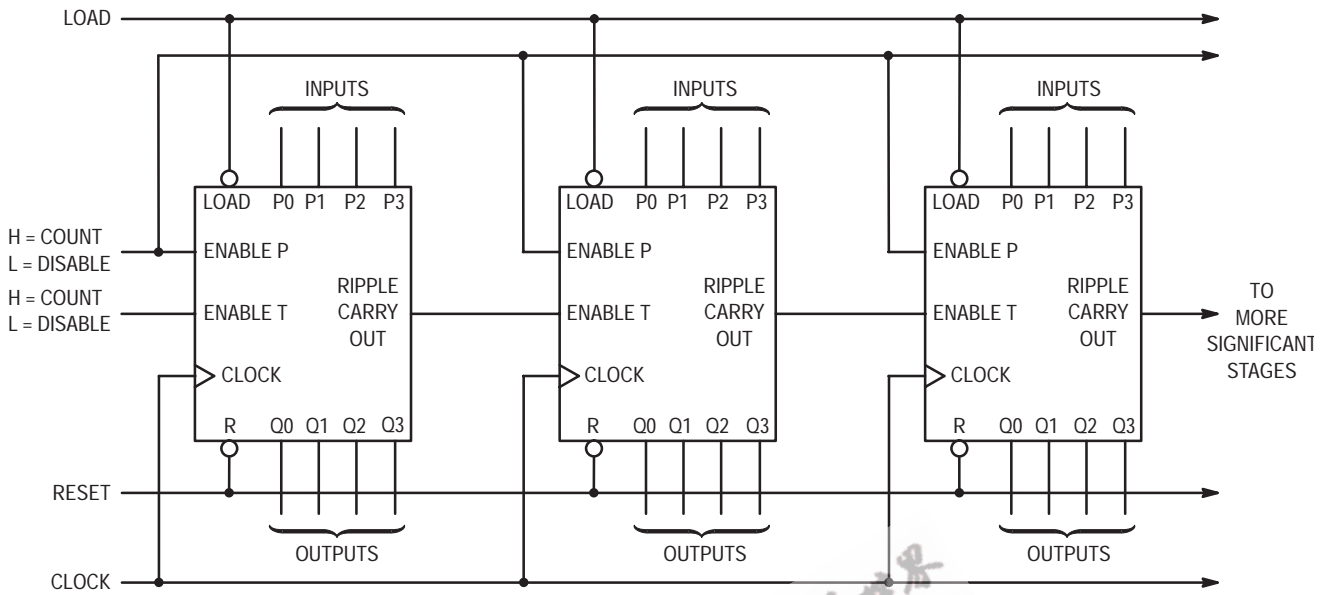 LOAD
INPUTS
INPUTS
INPUTS
LOAD P0 P1 P2 P3
LOAD P0 P1 P2 P3
LOAD P0 P1 P2 P3
H = COUNT
L = DISABLE
ENABLE P
ENABLE P
ENABLE P
H = COUNT
L = DISABLE
ENABLE T
RIPPLE
CARRY
OUT
ENABLE T
RIPPLE
CARRY
OUT
ENABLE T
RIPPLE
CARRY
OUT
TO
MORE
SIGNIFICANT
STAGES
CLOCK
CLOCK
CLOCK
R Q0 Q1 Q2 Q3
R Q0 Q1 Q2 Q3
R Q0 Q1 Q2 Q3
RESET
OUTPUTS
OUTPUTS
OUTPUTS
CLOCK